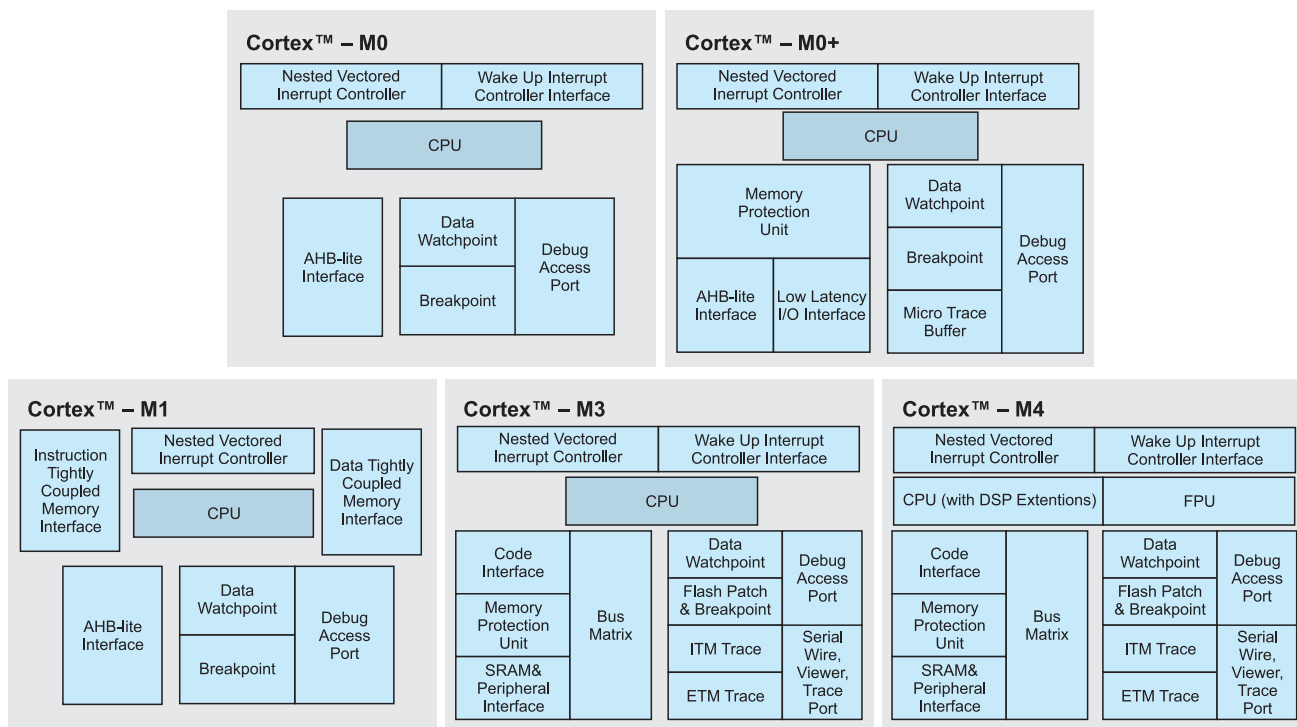 Cortex™ – M0
Nested Vectored
Inerrupt Controller
Wake Up Interrupt
Controller Interface
CPU
AHB-lite
Interface
Data
Watchpoint
Breakpoint
Debug
Access
Port
Cortex™ – M0+
Nested Vectored
Inerrupt Controller
Wake Up Interrupt
Controller Interface
CPU
Memory
Protection
Unit
AHB-lite
Interface
Low Latency
I/O Interface
Data
Watchpoint
Breakpoint
Micro Trace
Buffer
Debug
Access
Port
Cortex™ – M1
Instruction
Tightly
Coupled
Memory
Interface
Nested Vectored
Inerrupt Controller
CPU
Data Tightly
Coupled
Memory
Interface
AHB-lite
Interface
Data
Watchpoint
Breakpoint
Debug
Access
Port
Cortex™ – M3
Nested Vectored
Inerrupt Controller
Wake Up Interrupt
Controller Interface
CPU
Code
Interface
Memory
Protection
Unit
SRAM&
Peripheral
Interface
Bus
Matrix
Data
Watchpoint
Flash Patch
& Breakpoint
ITM Trace
ETM Trace
Debug
Access
Port
Serial
Wire,
Viewer,
Trace
Port
Cortex™ – M4
Nested Vectored
Inerrupt Controller
Wake Up Interrupt
Controller Interface
CPU (with DSP Extentions)
FPU
Code
Interface
Memory
Protection
Unit
SRAM&
Peripheral
Interface
Bus
Matrix
Data
Watchpoint
Flash Patch
& Breakpoint
ITM Trace
ETM Trace
Debug
Access
Port
Serial
Wire,
Viewer,
Trace Port